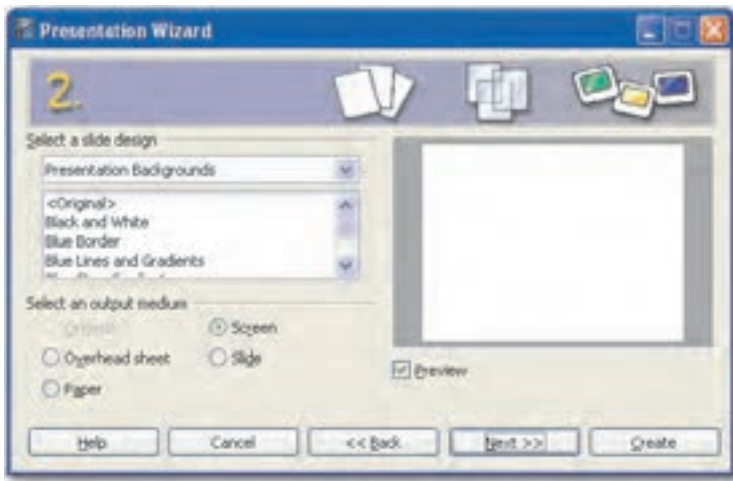 Presentation Wizard
2.
Select a slide design
Presentation Backgrounds
<Original>
Black and White
Blue Border
Blue Lines and Gradients
Select an output medium
Screen
Overhead sheet
Slide
Paper
Preview
Help
Cancel
<< Back
Next >>
Create